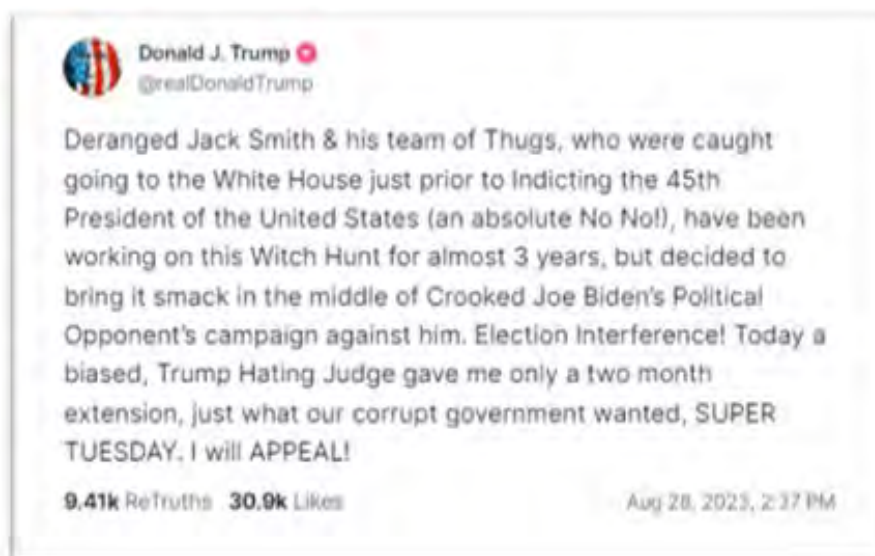 Donald J. Trump
@realDonaldTrump
Deranged Jack Smith & his team of Thugs, who were caught
going to the White House just prior to Indicting the 45th
President of the United States (an absolute No No!), have been
working on this Witch Hunt for almost 3 years, but decided to
bring it smack in the middle of Crooked Joe Biden's Political
Opponent's campaign against him. Election Interference! Today a
biased, Trump Hating Judge gave me only a two month
extension, just what our corrupt government wanted, SUPER
TUESDAY. I will APPEAL!
9.41k ReTruths 30.9k Likes Aug 28, 2023, 2:37 PM